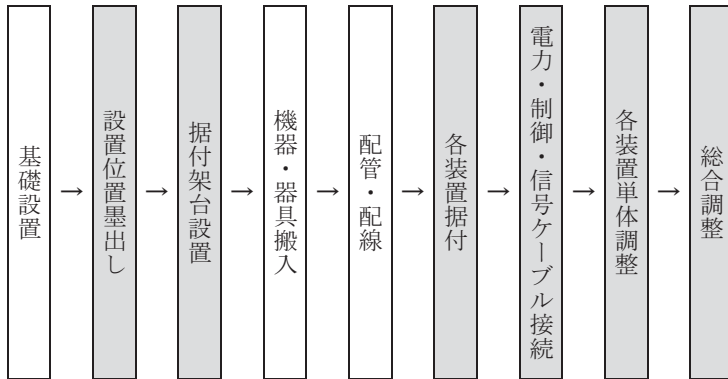 基礎設置
→
設置位置墨出し
→
据付架台設置
→
機器・器具搬入
→
配管・配線
→
各装置据付
→
電力・制御・信号ケーブル接続
→
各装置単体調整
→
総合調整